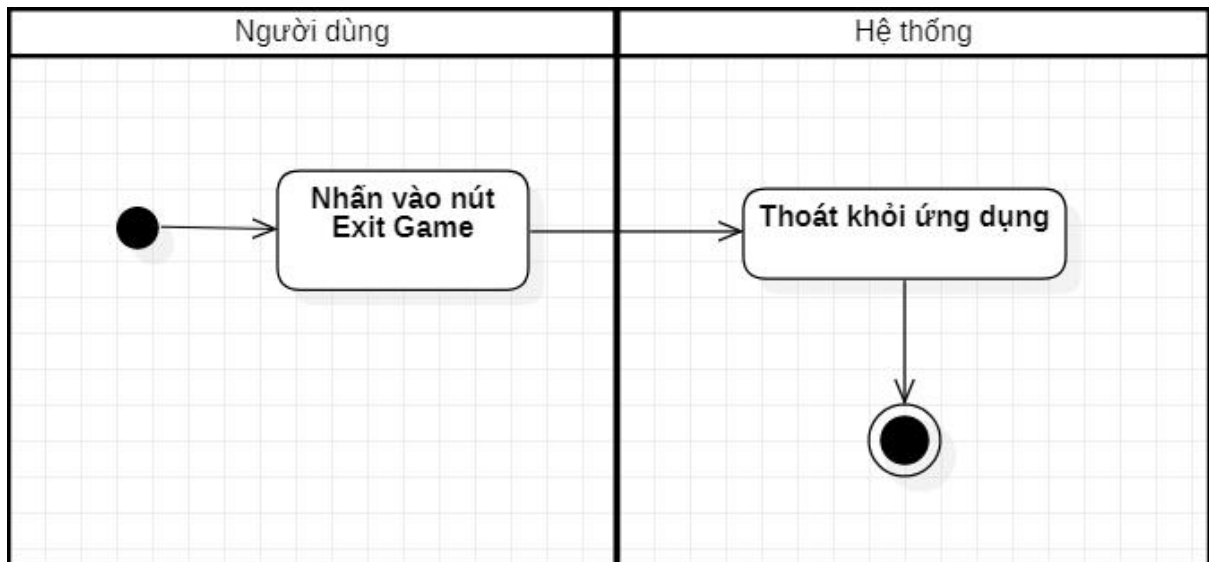 Người dùng
Hệ thống
Nhấn vào nút
Exit Game
Thoát khỏi ứng dụng